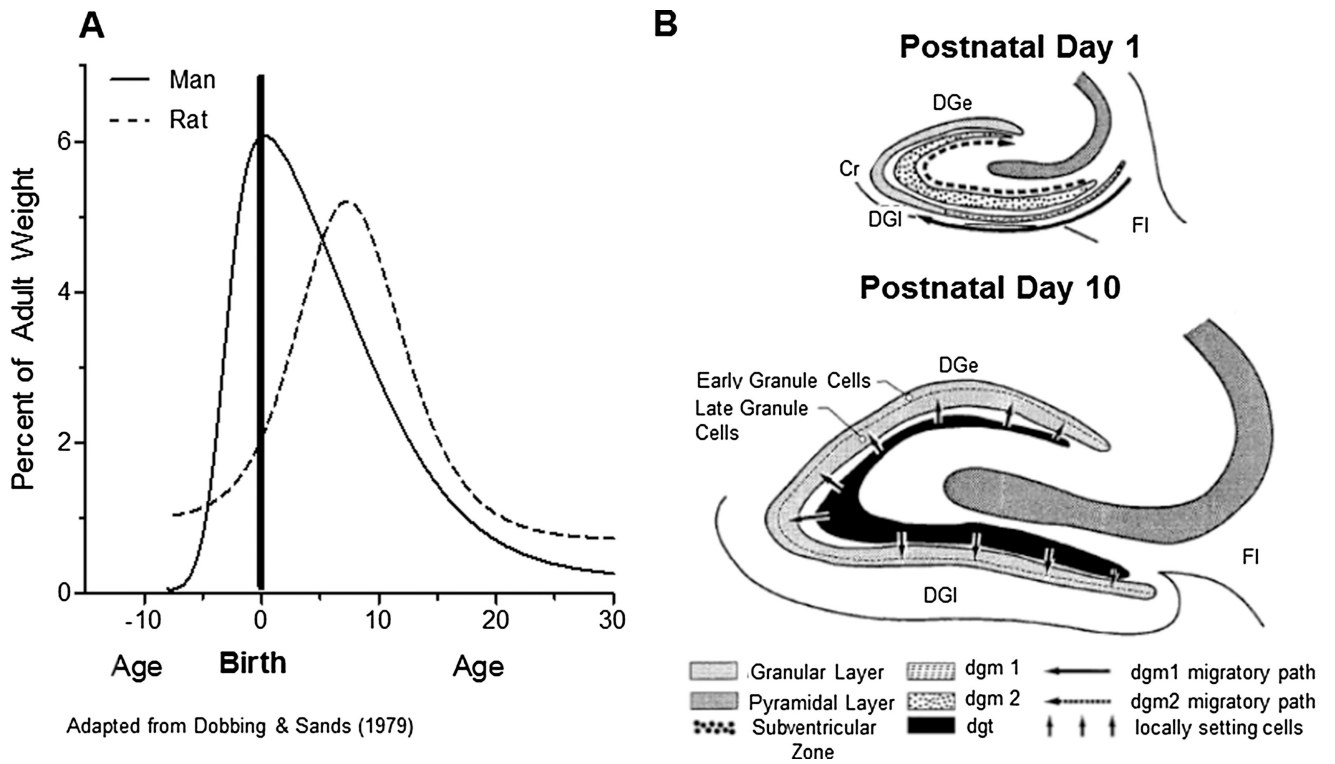 A
Man
Rat
Percent of Adult Weight
6
4
2
0
-10
0
10
20
30
Age
Birth
Age
Adapted from Dobbing & Sands (1979)
B
Postnatal Day 1
DGe
Cr
DGl
FI
Postnatal Day 10
DGe
Early Granule Cells
Late Granule
Cells
FI
DGl
Granular Layer
dgm 1
dgm1 migratory path
Pyramidal Layer
dgm 2
dgm2 migratory path
Subventricular
Zone
dgt
locally setting cells